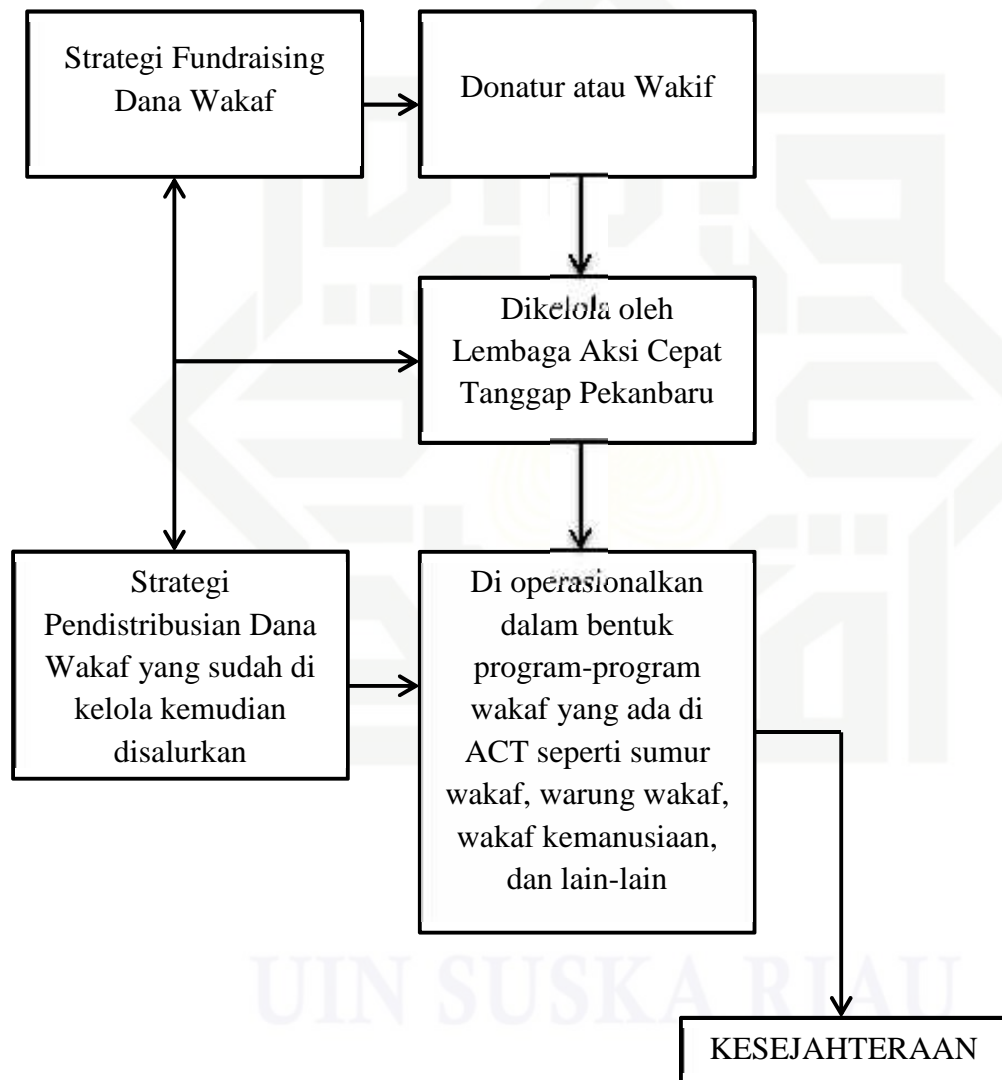 Strategi Fundraising
Dana Wakaf
Donatur atau Wakif
Dikelola oleh
Lembaga Aksi Cepat
Tanggap Pekanbaru
Strategi
Pendistribusian Dana
Wakaf yang sudah di
kelola kemudian
disalurkan
Di operasionalkan
dalam bentuk
program-program
wakaf yang ada di
ACT seperti sumur
wakaf, warung wakaf,
wakaf kemanusiaan,
dan lain-lain
UIN SUSKA RIAU
KESEJAHTERAAN